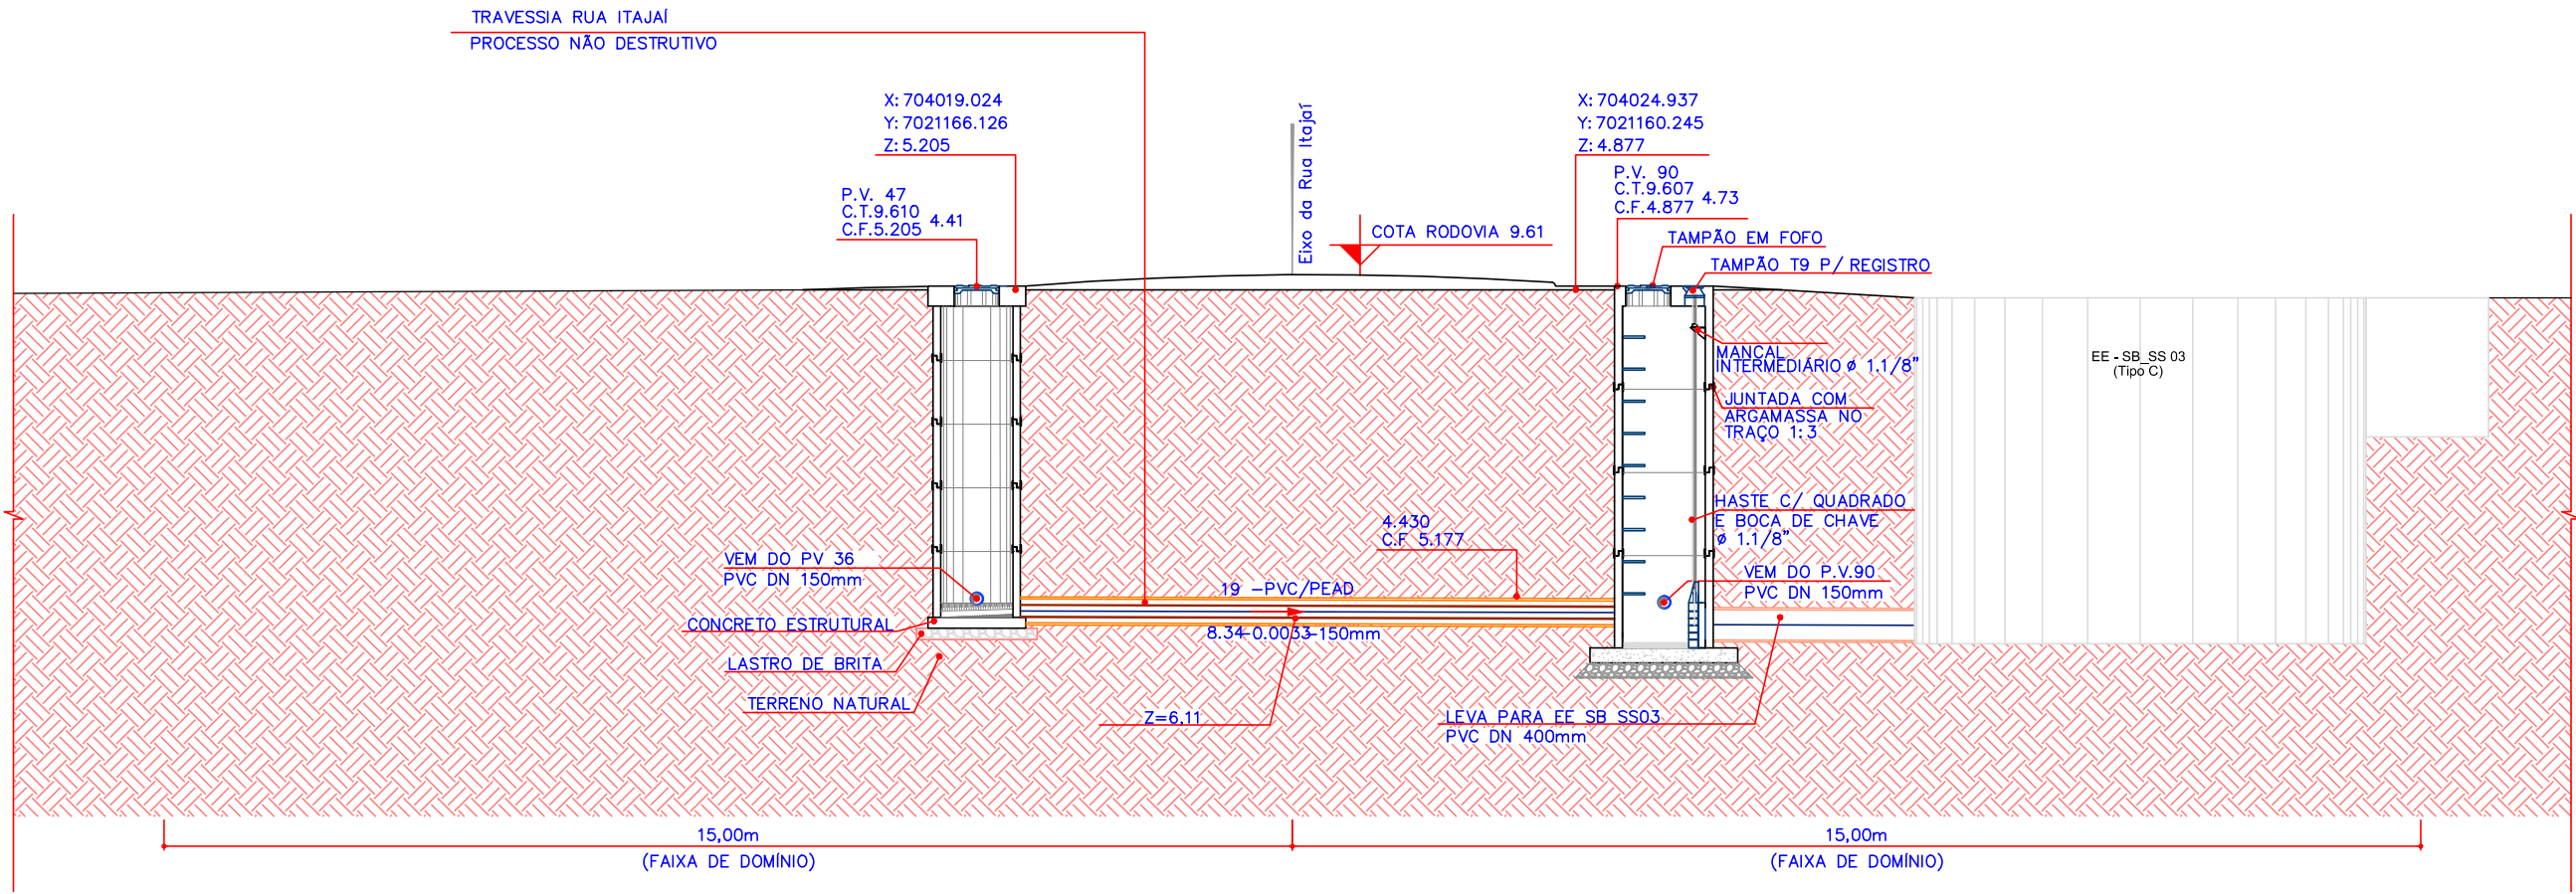 TRAVESSIA RUA ITAJAÍ
PROCESSO NÃO DESTRUTIVO
X: 704019.024
Y: 7021166.126
Z: 5.205
P.V. 47
C.T.9.610
C.F.5.205 4.41
Eixo da Rua Itajaí
X: 704024.937
Y: 7021160.245
Z: 4.877
P.V. 90
C.T.9.607
C.F.4.877 4.73
COTA RODOVIA 9.61
TAMPÃO EM FOFO
TAMPÃO T9 P/ REGISTRO
MANCAL
INTERMEDIÁRIO ø 1.1/8"
JUNTADA COM
ARGAMASSA NO
TRAÇO 1:3
EE - SB_SS 03
(Tipo C)
HASTE C/ QUADRADO
E BOCA DE CHAVE
ø 1.1/8"
4.430
C.F 5.177
VEM DO PV 36
PVC DN 150mm
19 -PVC/PEAD
8.34-0.0033-150mm
VEM DO P.V.90
PVC DN 150mm
CONCRETO ESTRUTURAL
LASTRO DE BRITA
TERRENO NATURAL
Z=6.11
LEVA PARA EE SB SS03
PVC DN 400mm
15,00m
(FAIXA DE DOMÍNIO)
15,00m
(FAIXA DE DOMÍNIO)